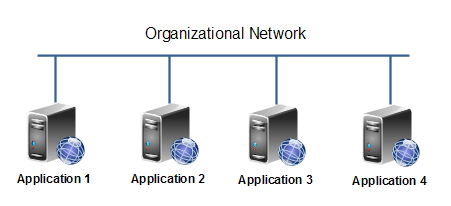 Organizational Network
Application 1
Application 2
Application 3
Application 4